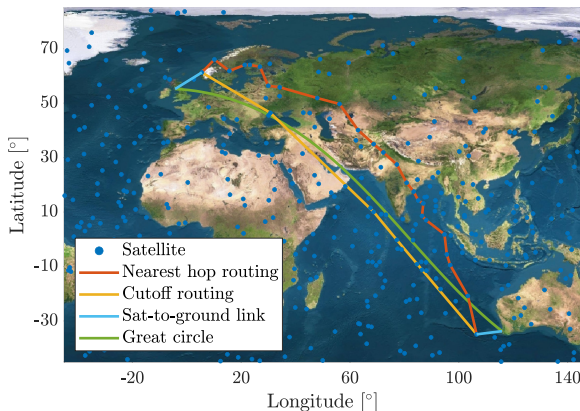 70
50
30
10
-10
-30
Latitude [°]
Satellite
Nearest hop routing
Cutoff routing
Sat-to-ground link
Great circle
-20
20
60
100
140
Longitude [°]